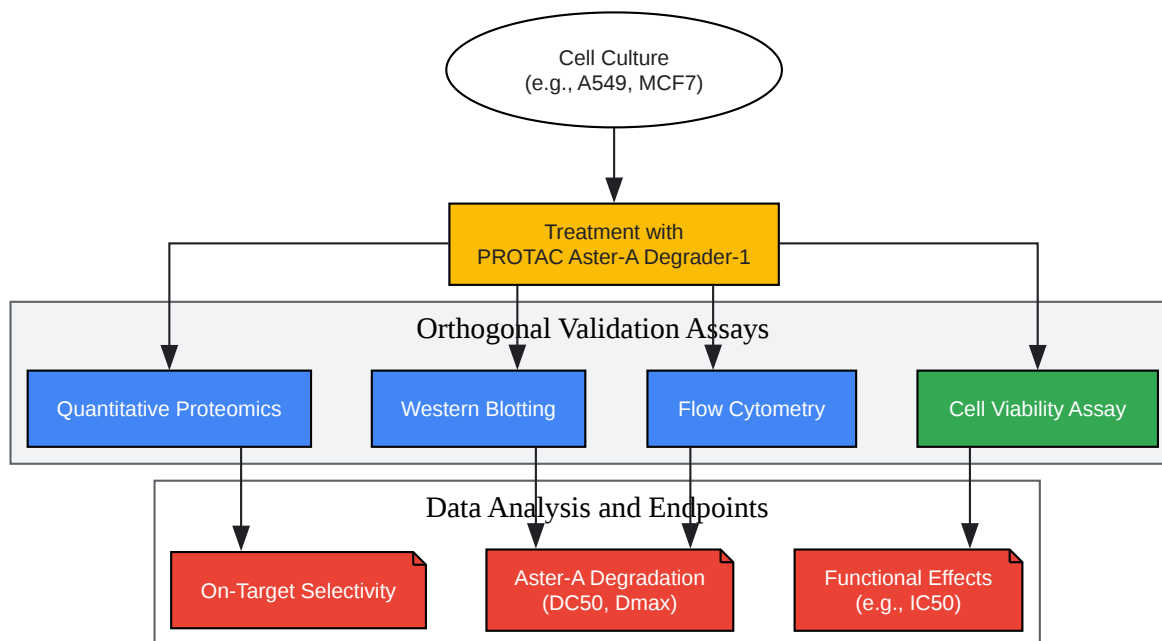 Cell Culture
(e.g., A549, MCF7)
Treatment with
PROTAC Aster-A Degrader-1
Orthogonal Validation Assays
Quantitative Proteomics
Western Blotting
Flow Cytometry
Cell Viability Assay
Data Analysis and Endpoints
On-Target Selectivity
Aster-A Degradation
(DC50, Dmax)
Functional Effects
(e.g., IC50)